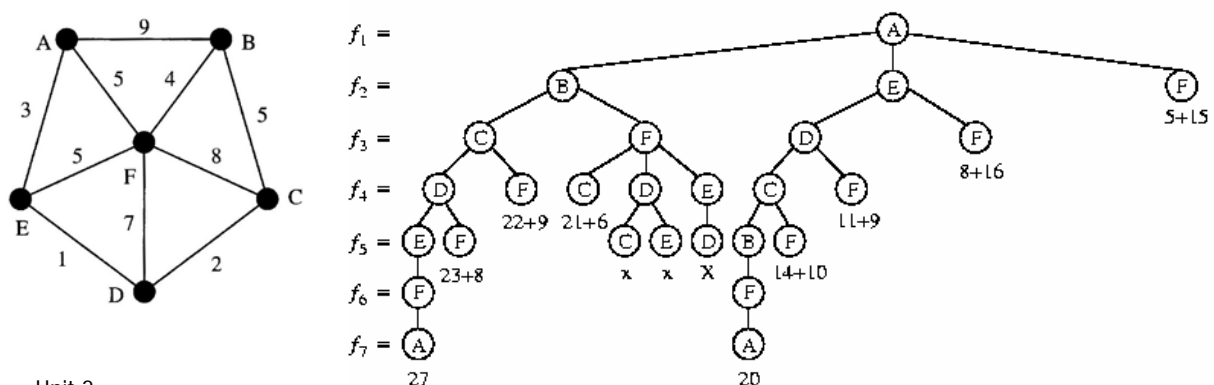 9
A B
5 4
3 5
5 8
F
E C
7
1 2
D
Unit 2
f₁ = A
f₂ = B E F
5+15
f₃ = C F D F
8+16
f₄ = D F C D E C F
22+9 21+6 11+9
f₅ = E F C E D B F
23+8 x x X 14+10
f₆ = F F
f₇ = A A
27 20